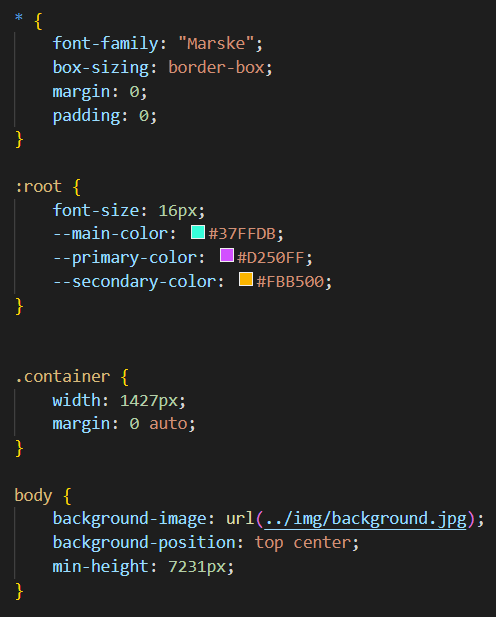 * {
    font-family: "Marske";
    box-sizing: border-box;
    margin: 0;
    padding: 0;
}

:root {
    font-size: 16px;
    --main-color: #37FFDB;
    --primary-color: #D250FF;
    --secondary-color: #FBB500;
}

.container {
    width: 1427px;
    margin: 0 auto;
}

body {
    background-image: url(../img/background.jpg);
    background-position: top center;
    min-height: 7231px;
}